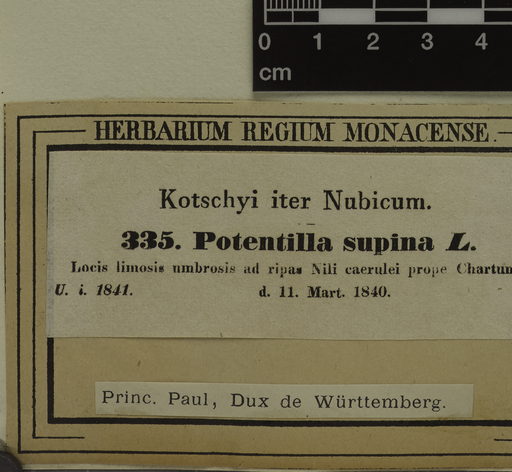 0 1 2 3 4
cm
HERBARIUM REGIUM MONACENSE.
Kotschyi iter Nubicum.
335. Potentilla supina L.
Locis limosis umbrosis ad ripas Nili caerulei prope Chartum
U. i. 1841. d. 11. Mart. 1840.
Princ. Paul, Dux de Württemberg.